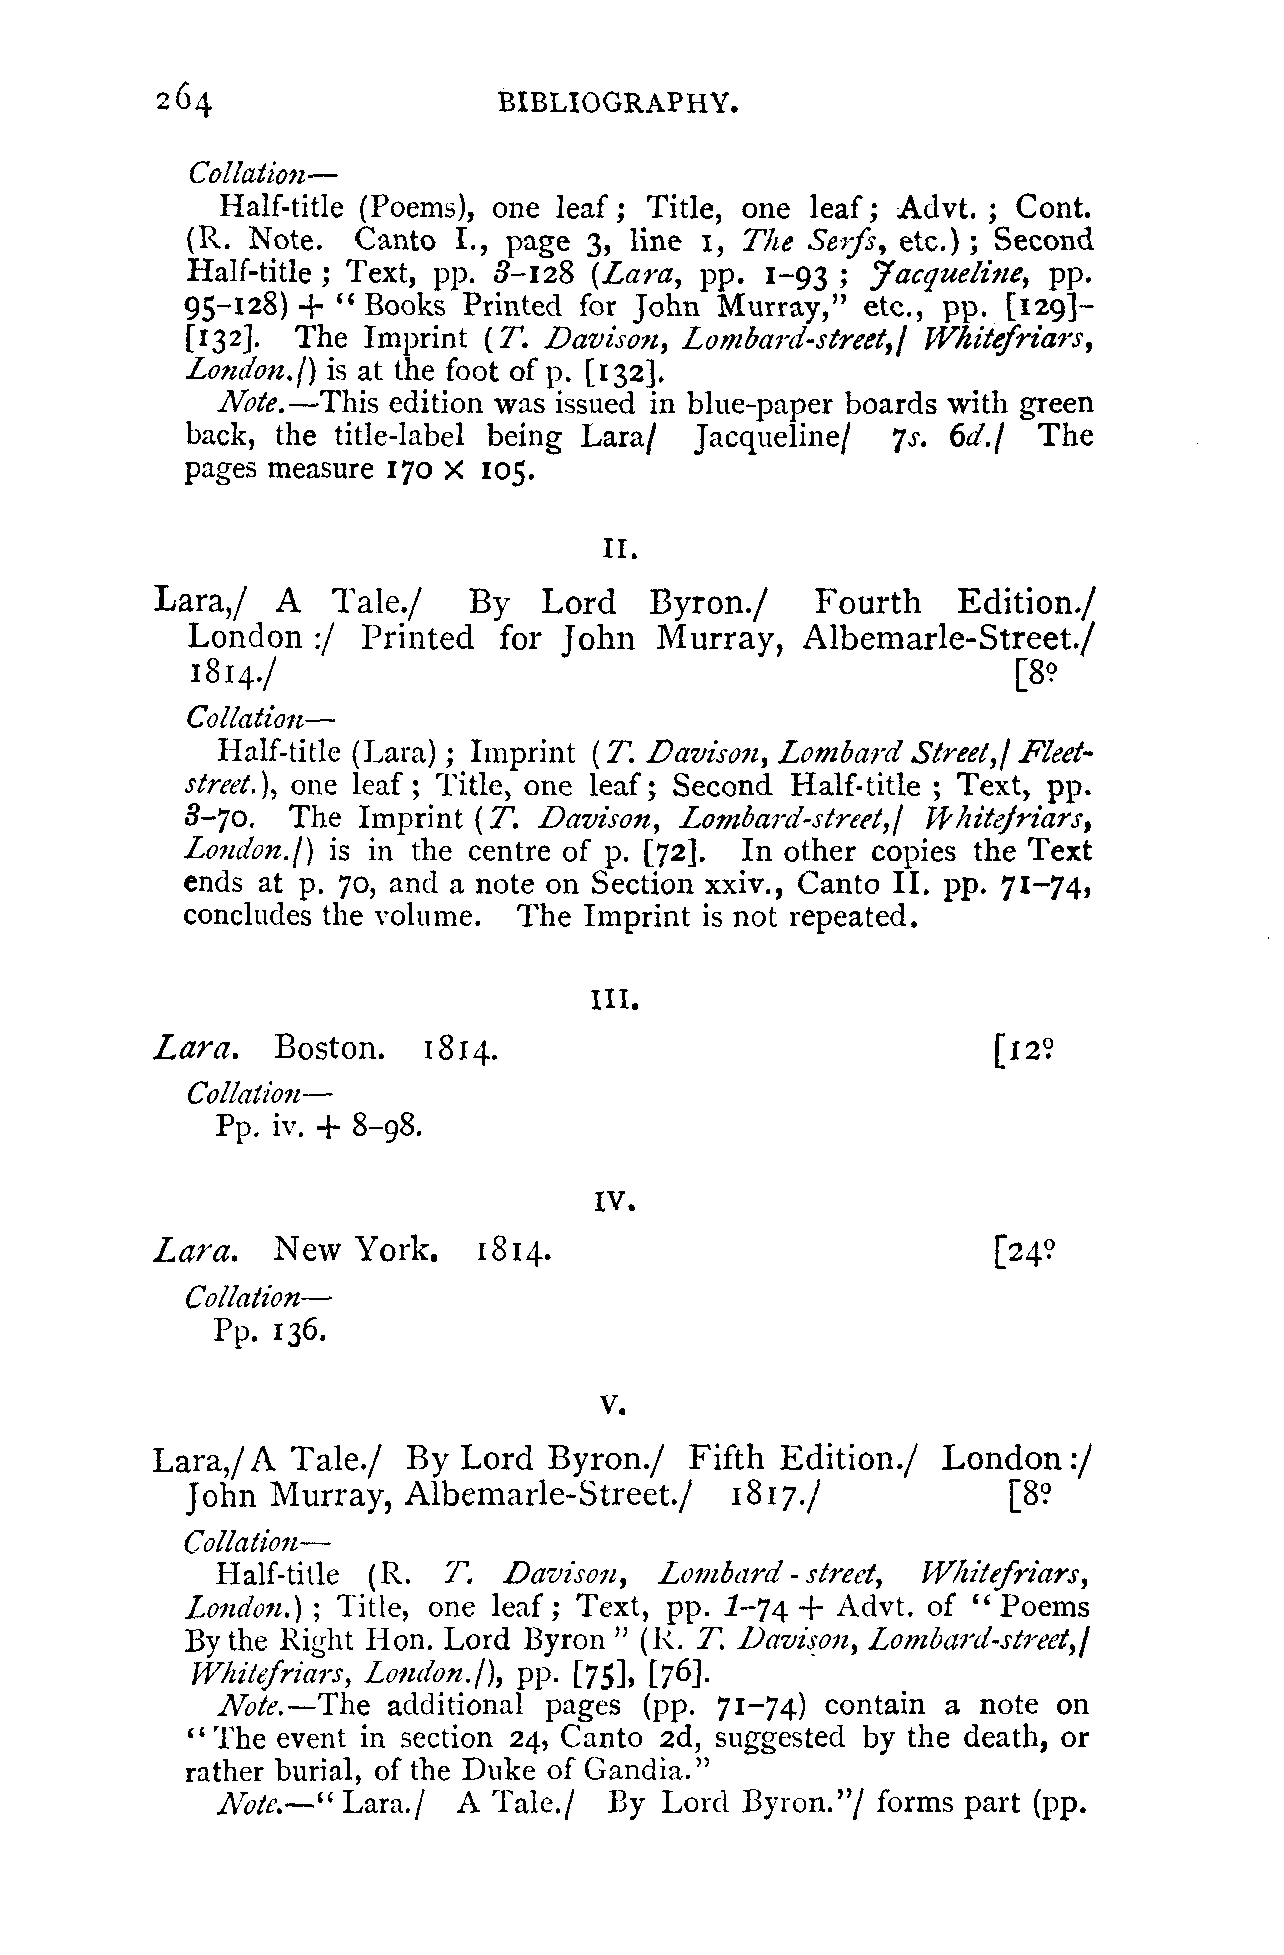 264 BIBLIOGRAPHY.
Collation—
Half-title (Poems), one leaf; Title, one leaf; Advt.; Cont.
(R. Note. Canto I., page 3, line 1, The Serfs, etc.); Second
Half-title; Text, pp. 3–128 (Lara, pp. 1–93; Jacqueline, pp.
95–128) + "Books Printed for John Murray," etc., pp. [129]–
[132]. The Imprint (T. Davison, Lombard-street,/ Whitefriars,
London./) is at the foot of p. [132].
Note.—This edition was issued in blue-paper boards with green
back, the title-label being Lara/ Jacqueline/ 7s. 6d./ The
pages measure 170 × 105.
II.
Lara,/ A Tale./ By Lord Byron./ Fourth Edition./
London :/ Printed for John Murray, Albemarle-Street./
1814./ [8º
Collation—
Half-title (Lara); Imprint (T. Davison, Lombard Street,/ Fleet-
street.), one leaf; Title, one leaf; Second Half-title; Text, pp.
3–70. The Imprint (T. Davison, Lombard-street,/ Whitefriars,
London./) is in the centre of p. [72]. In other copies the Text
ends at p. 70, and a note on Section xxiv., Canto II. pp. 71–74,
concludes the volume. The Imprint is not repeated.
III.
Lara. Boston. 1814. [12º
Collation—
Pp. iv. + 8–98.
IV.
Lara. New York. 1814. [24º
Collation—
Pp. 136.
V.
Lara,/ A Tale./ By Lord Byron./ Fifth Edition./ London :/
John Murray, Albemarle-Street./ 1817./ [8º
Collation—
Half-title (R. T. Davison, Lombard-street, Whitefriars,
London.); Title, one leaf; Text, pp. 1–74 + Advt. of "Poems
By the Right Hon. Lord Byron" (R. T. Davison, Lombard-street,/
Whitefriars, London./), pp. [75], [76].
Note.—The additional pages (pp. 71–74) contain a note on
"The event in section 24, Canto 2d, suggested by the death, or
rather burial, of the Duke of Gandia."
Note.—"Lara./ A Tale./ By Lord Byron."/ forms part (pp.